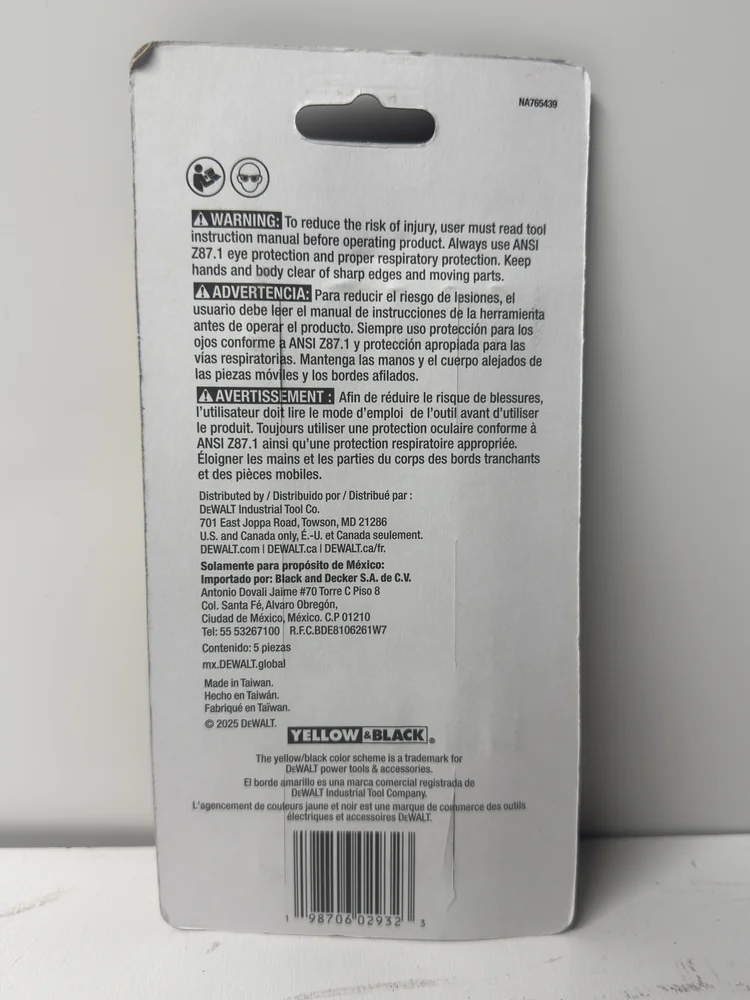 NA765439
WARNING: To reduce the risk of injury, user must read tool
instruction manual before operating product. Always use ANSI
Z87.1 eye protection and proper respiratory protection. Keep
hands and body clear of sharp edges and moving parts.
ADVERTENCIA: Para reducir el riesgo de lesiones, el
usuario debe leer el manual de instrucciones de la herramienta
antes de operar el producto. Siempre uso protección para los
ojos conforme a ANSI Z87.1 y protección apropiada para las
vías respiratorias. Mantenga las manos y el cuerpo alejados de
las piezas móviles y los bordes afilados.
AVERTISSEMENT : Afin de réduire le risque de blessures,
l'utilisateur doit lire le mode d'emploi de l'outil avant d'utiliser
le produit. Toujours utiliser une protection oculaire conforme à
ANSI Z87.1 ainsi qu'une protection respiratoire appropriée.
Éloigner les mains et les parties du corps des bords tranchants
et des pièces mobiles.
Distributed by / Distribuido por / Distribué par :
DEWALT Industrial Tool Co.
701 East Joppa Road, Towson, MD 21286
U.S. and Canada only, É.-U. et Canada seulement.
DEWALT.com | DEWALT.ca | DEWALT.ca/fr.
Solamente para propósito de México:
Importado por: Black and Decker S.A. de C.V.
Antonio Dovali Jaime #70 Torre C Piso 8
Col. Santa Fé, Alvaro Obregón,
Ciudad de México, México. C.P 01210
Tel: 55 53267100 R.F.C.BDE8106261W7
Contenido: 5 piezas
mx.DEWALT.global
Made in Taiwan.
Hecho en Taiwán.
Fabriqué en Taïwan.
© 2025 DEWALT.
YELLOW & BLACK ®
The yellow/black color scheme is a trademark for
DEWALT power tools & accessories.
El borde amarillo es una marca comercial registrada de
DEWALT Industrial Tool Company.
L'agencement de couleurs jaune et noir est une marque de commerce des outils
électriques et accessoires DEWALT.
1 98706 02932 3